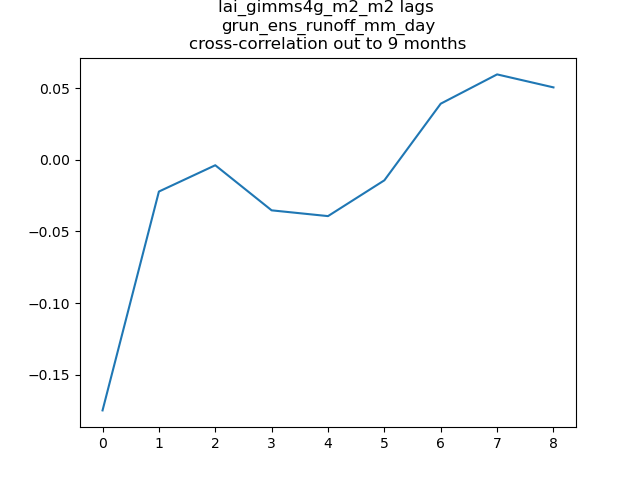 lai_gimms4g_m2_m2 lags
grun_ens_runoff_mm_day
cross-correlation out to 9 months
0.05
0.00
−0.05
−0.10
−0.15
0 1 2 3 4 5 6 7 8